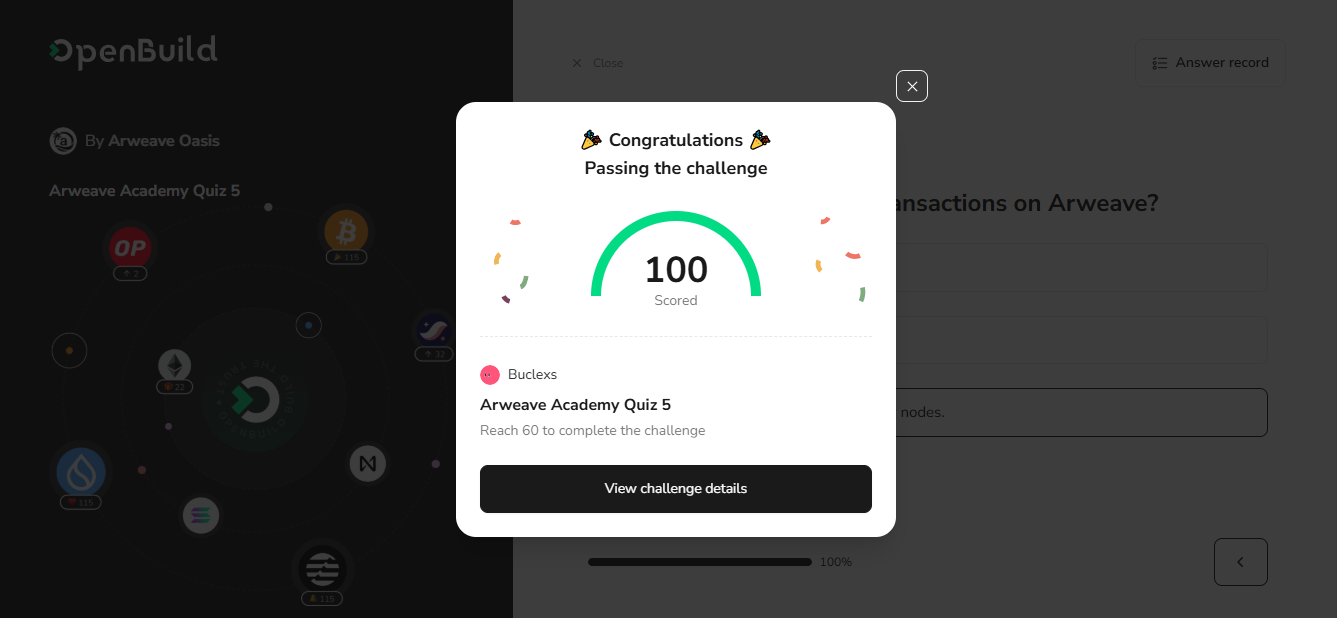 OpenBuild
By Arweave Oasis
Arweave Academy Quiz 5
OP
2
115
32
22
115
115
Close
Answer record
ansactions on Arweave?
nodes.
100%
🎉 Congratulations 🎉
Passing the challenge
100
Scored
Buclexs
Arweave Academy Quiz 5
Reach 60 to complete the challenge
View challenge details